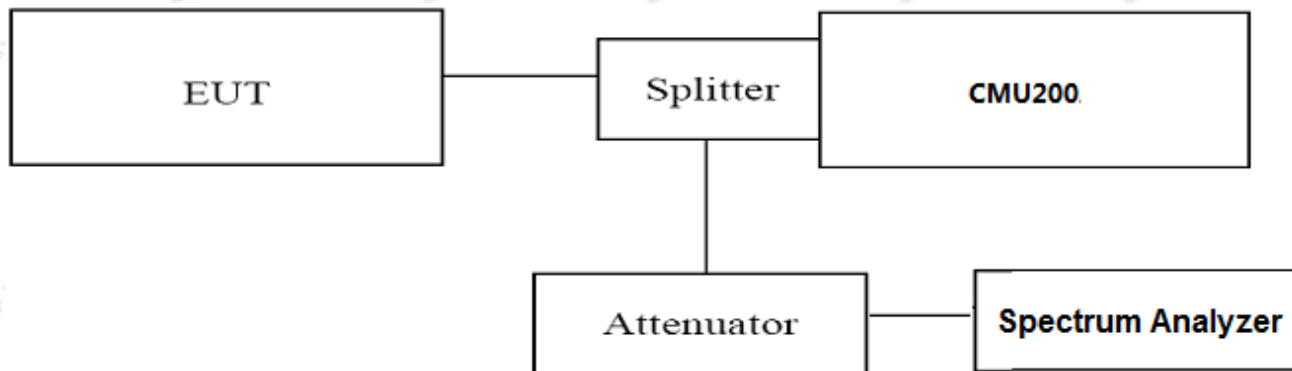 EUT
Splitter
CMU200
Attenuator
Spectrum Analyzer